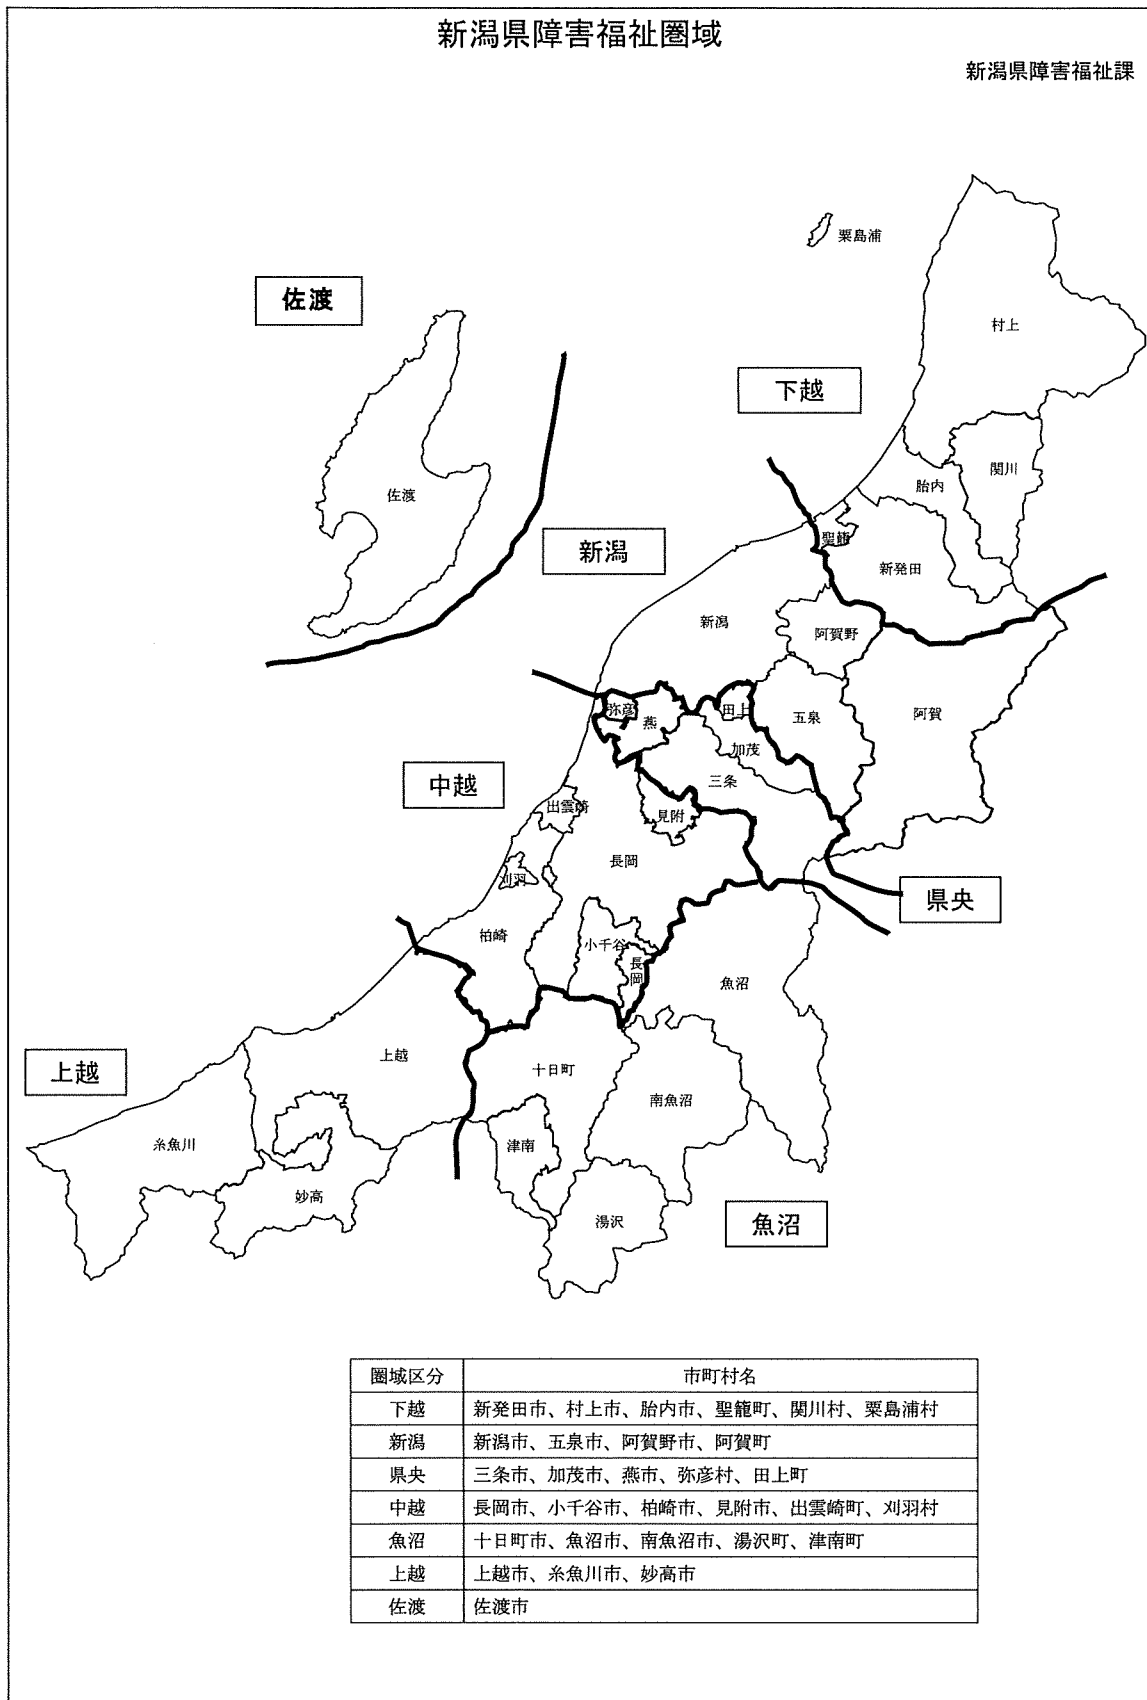 新潟県障害福祉圏域
新潟県障害福祉課
粟島浦
佐渡
村上
下越
関川
胎内
佐渡
聖籠
新潟
新発田
新潟
阿賀野
弥彦
田上
燕
五泉
阿賀
加茂
中越
三条
出雲崎
見附
長岡
刈羽
県央
柏崎
小千谷
長岡
魚沼
上越
上越
十日町
南魚沼
糸魚川
津南
妙高
湯沢
魚沼
圏域区分 市町村名
下越 新発田市、村上市、胎内市、聖籠町、関川村、粟島浦村
新潟 新潟市、五泉市、阿賀野市、阿賀町
県央 三条市、加茂市、燕市、弥彦村、田上町
中越 長岡市、小千谷市、柏崎市、見附市、出雲崎町、刈羽村
魚沼 十日町市、魚沼市、南魚沼市、湯沢町、津南町
上越 上越市、糸魚川市、妙高市
佐渡 佐渡市